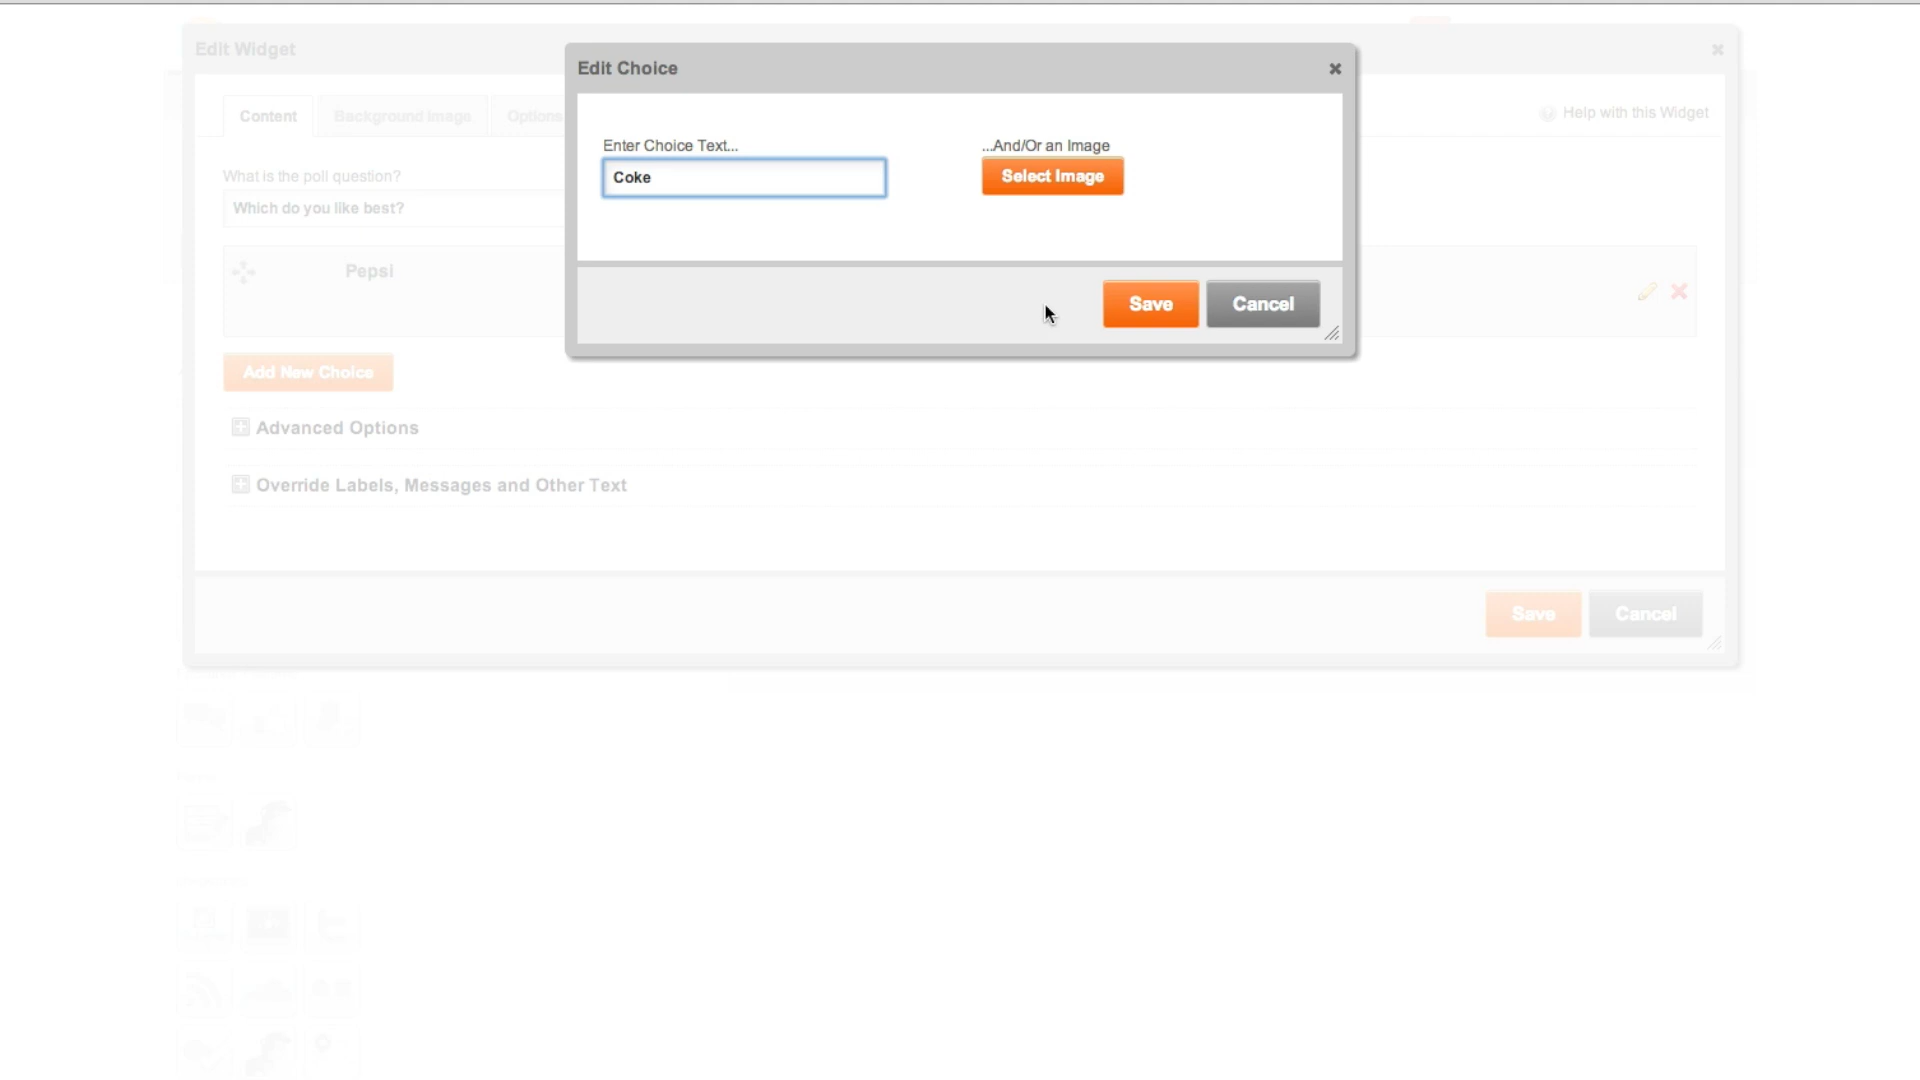 Edit Widget
Edit Choice
Content
Background Image
Options
Help with this Widget
Enter Choice Text...
...And/Or an Image
Coke
Select Image
What is the poll question?
Which do you like best?
Pepsi
Save
Cancel
Add New Choice
Advanced Options
Override Labels, Messages and Other Text
Save
Cancel